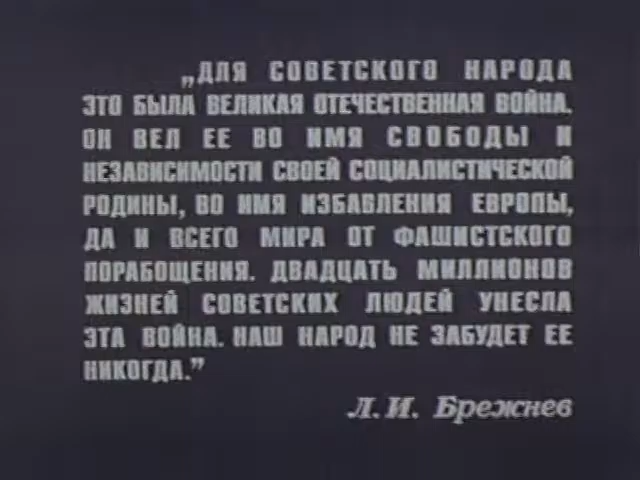 „ДЛЯ СОВЕТСКОГО НАРОДА
ЭТО БЫЛА ВЕЛИКАЯ ОТЕЧЕСТВЕННАЯ ВОЙНА.
ОН ВЕЛ ЕЕ ВО ИМЯ СВОБОДЫ И
НЕЗАВИСИМОСТИ СВОЕЙ СОЦИАЛИСТИЧЕСКОЙ
РОДИНЫ, ВО ИМЯ ИЗБАВЛЕНИЯ ЕВРОПЫ,
ДА И ВСЕГО МИРА ОТ ФАШИСТСКОГО
ПОРАБОЩЕНИЯ. ДВАДЦАТЬ МИЛЛИОНОВ
ЖИЗНЕЙ СОВЕТСКИХ ЛЮДЕЙ УНЕСЛА
ЭТА ВОЙНА. НАШ НАРОД НЕ ЗАБУДЕТ ЕЕ
НИКОГДА.”
Л. И. Брежнев